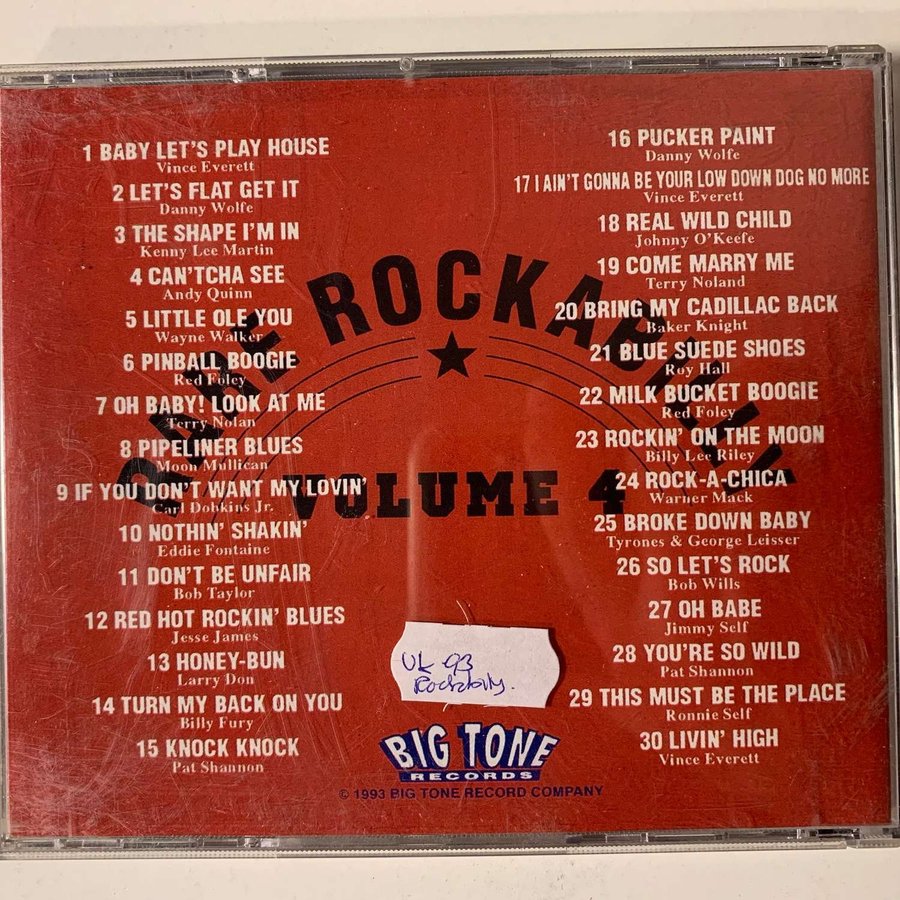 1 BABY LET'S PLAY HOUSE
Vince Everett
2 LET'S FLAT GET IT
Danny Wolfe
3 THE SHAPE I'M IN
Kenny Lee Martin
4 CAN'TCHA SEE
Andy Quinn
5 LITTLE OLE YOU
Wayne Walker
6 PINBALL BOOGIE
Red Foley
7 OH BABY! LOOK AT ME
Terry Nolan
8 PIPELINER BLUES
Moon Mullican
9 IF YOU DON'T WANT MY LOVIN'
Carl Dobkins Jr.
10 NOTHIN' SHAKIN'
Eddie Fontaine
11 DON'T BE UNFAIR
Bob Taylor
12 RED HOT ROCKIN' BLUES
Jesse James
13 HONEY-BUN
Larry Don
14 TURN MY BACK ON YOU
Billy Fury
15 KNOCK KNOCK
Pat Shannon
RARE ROCKABILLY
VOLUME 4
16 PUCKER PAINT
Danny Wolfe
17 I AIN'T GONNA BE YOUR LOW DOWN DOG NO MORE
Vince Everett
18 REAL WILD CHILD
Johnny O'Keefe
19 COME MARRY ME
Terry Noland
20 BRING MY CADILLAC BACK
Baker Knight
21 BLUE SUEDE SHOES
Roy Hall
22 MILK BUCKET BOOGIE
Red Foley
23 ROCKIN' ON THE MOON
Billy Lee Riley
24 ROCK-A-CHICA
Warner Mack
25 BROKE DOWN BABY
Tyrones & George Leisser
26 SO LET'S ROCK
Bob Wills
27 OH BABE
Jimmy Self
28 YOU'RE SO WILD
Pat Shannon
29 THIS MUST BE THE PLACE
Ronnie Self
30 LIVIN' HIGH
Vince Everett
UK 93
Rockabilly.
BIG TONE
RECORDS
© 1993 BIG TONE RECORD COMPANY